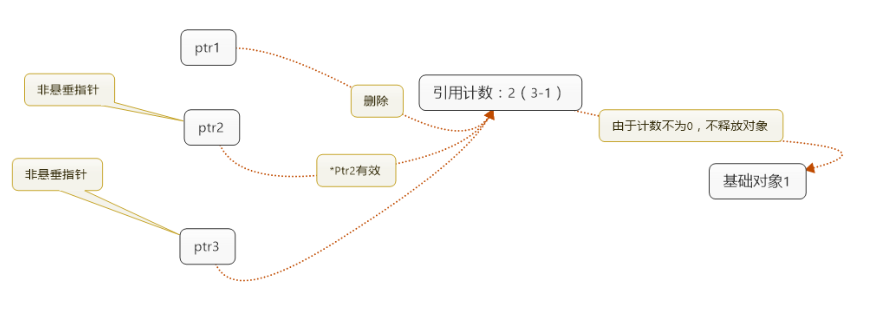 ptr1
非悬垂指针
删除
引用计数：2（3-1）
ptr2
由于计数不为0，不释放对象
*Ptr2有效
非悬垂指针
基础对象1
ptr3